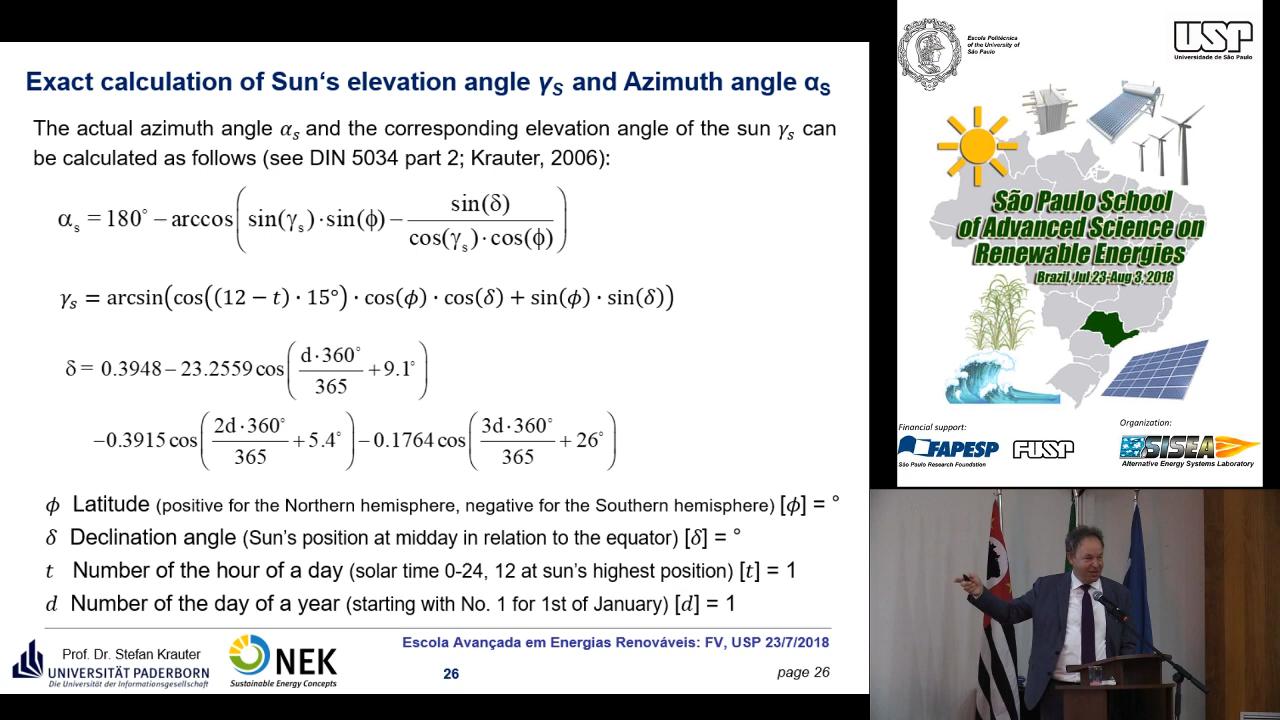 Exact calculation of Sun‘s elevation angle γS and Azimuth angle αS
The actual azimuth angle αs and the corresponding elevation angle of the sun γs can
be calculated as follows (see DIN 5034 part 2; Krauter, 2006):
αs = 180° − arccos( sin(γs)·sin(ϕ) − sin(δ) / cos(γs)·cos(ϕ) )
γs = arcsin(cos((12 − t) · 15°) · cos(ϕ) · cos(δ) + sin(ϕ) · sin(δ))
δ = 0.3948 − 23.2559 cos( d·360° / 365 + 9.1° )
−0.3915 cos( 2d·360° / 365 + 5.4° ) − 0.1764 cos( 3d·360° / 365 + 26° )
ϕ Latitude (positive for the Northern hemisphere, negative for the Southern hemisphere) [ϕ] = °
δ Declination angle (Sun’s position at midday in relation to the equator) [δ] = °
t Number of the hour of a day (solar time 0-24, 12 at sun’s highest position) [t] = 1
d Number of the day of a year (starting with No. 1 for 1st of January) [d] = 1
Prof. Dr. Stefan Krauter
UNIVERSITÄT PADERBORN
Die Universität der Informationsgesellschaft
NEK
Sustainable Energy Concepts
Escola Avançada em Energias Renováveis: FV, USP 23/7/2018
26
page 26
Escola Politécnica
of the University of
São Paulo
USP
Universidade de São Paulo
São Paulo School
of Advanced Science on
Renewable Energies
Brazil, Jul 23-Aug 3, 2018
Financial support:
FAPESP
São Paulo Research Foundation
FUSP
Organization:
SISEA
Alternative Energy Systems Laboratory